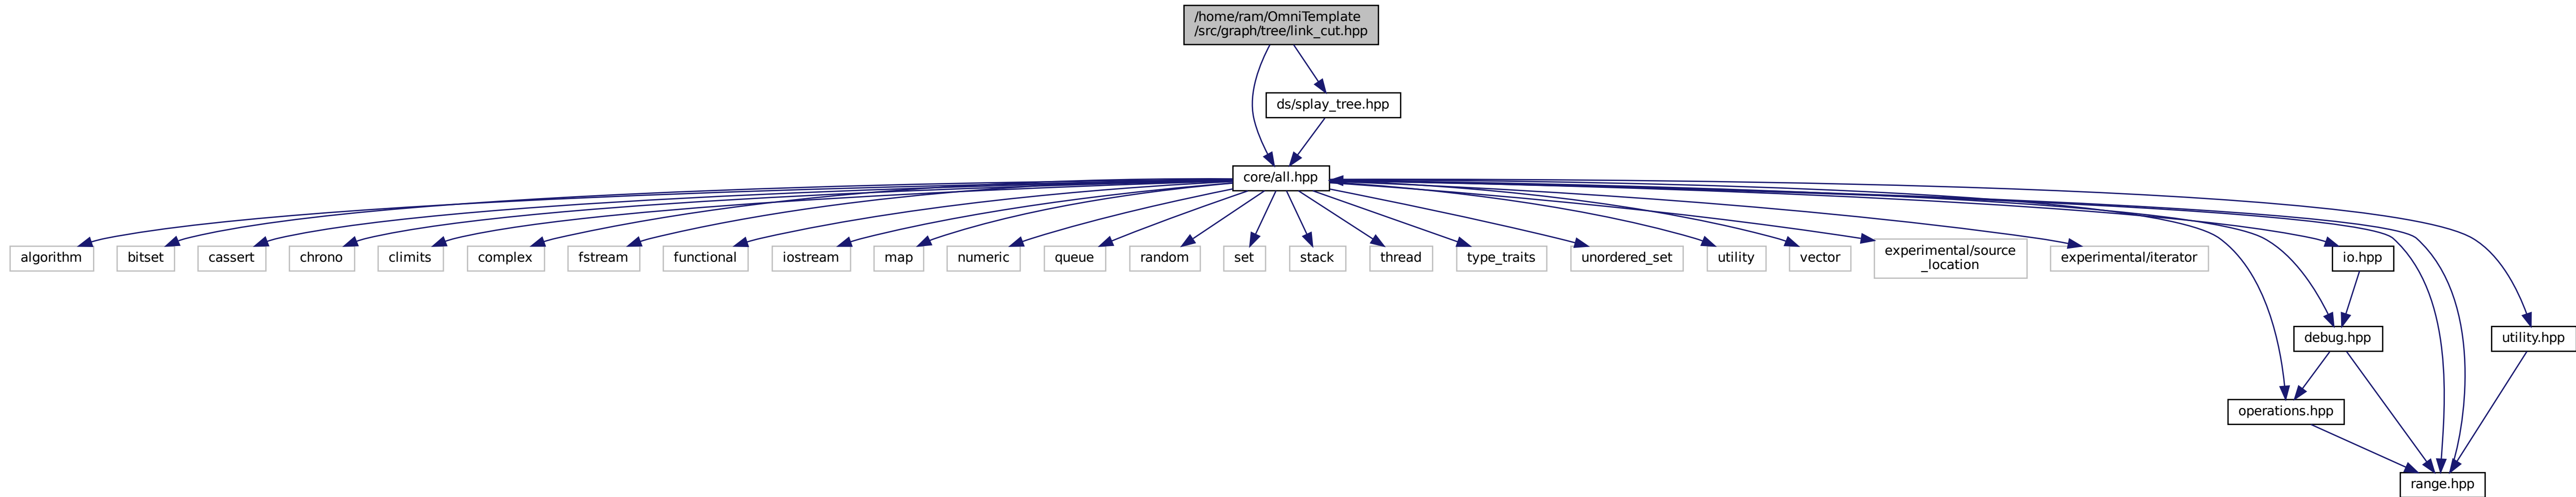 /home/ram/OmniTemplate
/src/graph/tree/link_cut.hpp
ds/splay_tree.hpp
core/all.hpp
algorithm
bitset
cassert
chrono
climits
complex
fstream
functional
iostream
map
numeric
queue
random
set
stack
thread
type_traits
unordered_set
utility
vector
experimental/source
_location
experimental/iterator
io.hpp
debug.hpp
utility.hpp
operations.hpp
range.hpp